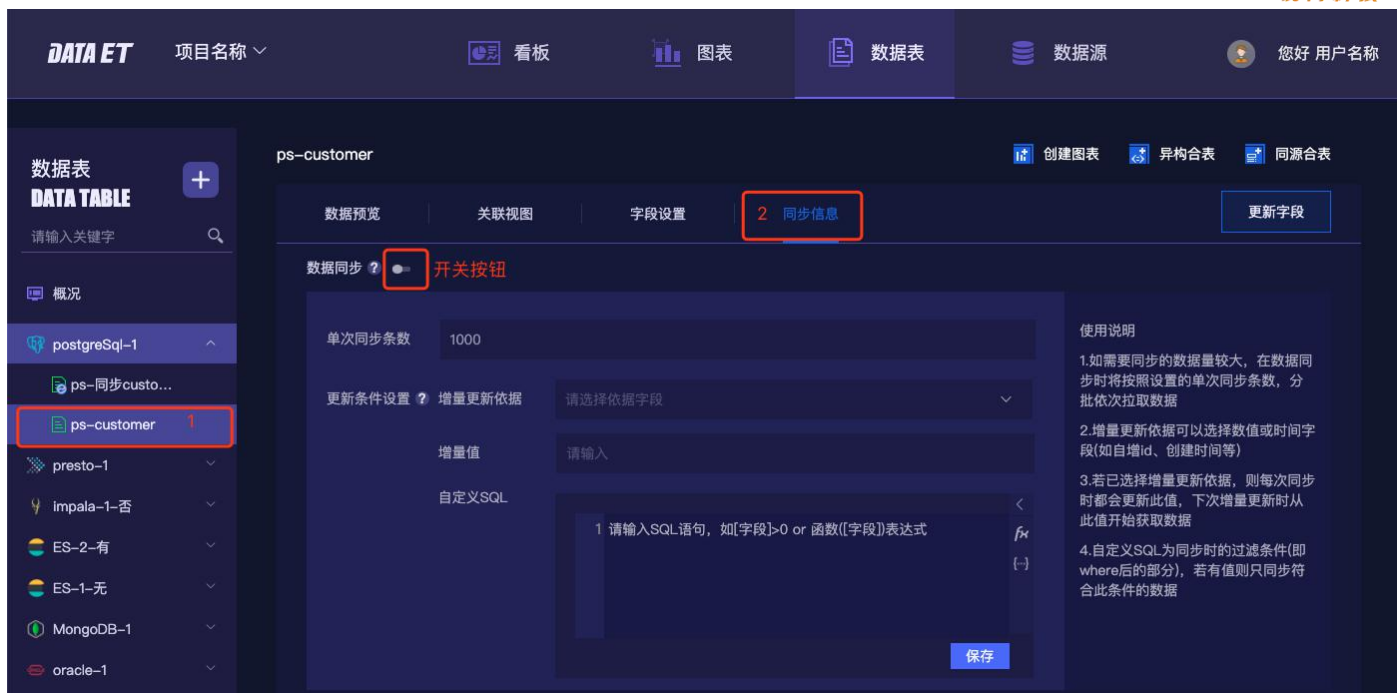 DATA ET 项目名称 看板 图表 数据表 数据源 您好 用户名称
数据表
DATA TABLE
请输入关键字
概况
postgreSql-1
ps-同步custo...
ps-customer 1
presto-1
impala-1-否
ES-2-有
ES-1-无
MongoDB-1
oracle-1
ps-customer 创建图表 异构合表 同源合表
数据预览 关联视图 字段设置 2 同步信息 更新字段
数据同步 ? 开关按钮
单次同步条数 1000
更新条件设置 ? 增量更新依据 请选择依据字段
增量值 请输入
自定义SQL
1 请输入SQL语句，如[字段]>0 or 函数([字段])表达式
fx
{...}
保存
使用说明
1.如需要同步的数据量较大，在数据同
步时将按照设置的单次同步条数，分
批依次拉取数据
2.增量更新依据可以选择数值或时间字
段(如自增id、创建时间等)
3.若已选择增量更新依据，则每次同步
时都会更新此值，下次增量更新时从
此值开始获取数据
4.自定义SQL为同步时的过滤条件(即
where后的部分)，若有值则只同步符
合此条件的数据